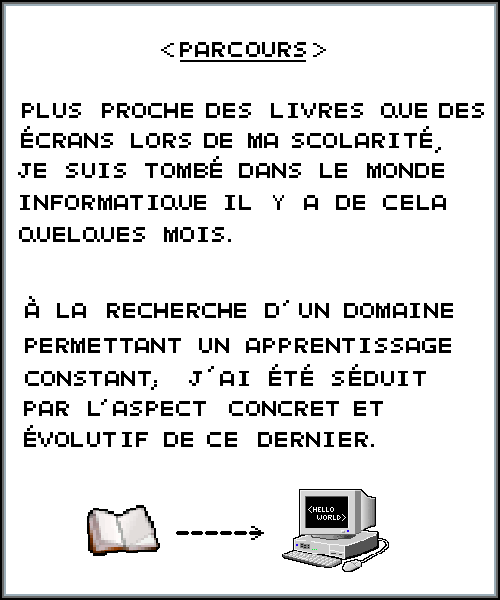 <PARCOURS>
PLUS PROCHE DES LIVRES QUE DES
ÉCRANS LORS DE MA SCOLARITÉ,
JE SUIS TOMBÉ DANS LE MONDE
INFORMATIQUE IL Y A DE CELA
QUELQUES MOIS.
À LA RECHERCHE D'UN DOMAINE
PERMETTANT UN APPRENTISSAGE
CONSTANT, J'AI ÉTÉ SÉDUIT
PAR L'ASPECT CONCRET ET
ÉVOLUTIF DE CE DERNIER.
<HELLO
WORLD>